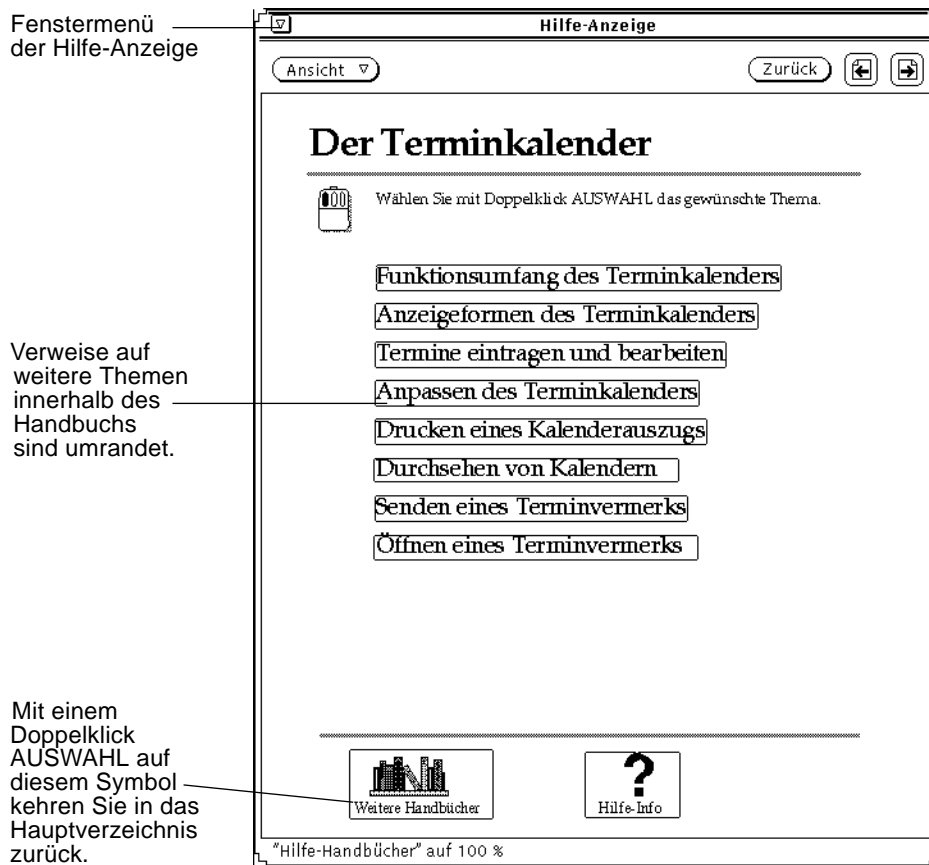 Fenstermenü
der Hilfe-Anzeige
Hilfe-Anzeige
Ansicht
Zurück
Der Terminkalender
Wählen Sie mit Doppelklick AUSWAHL das gewünschte Thema.
Funktionsumfang des Terminkalenders
Anzeigeformen des Terminkalenders
Termine eintragen und bearbeiten
Anpassen des Terminkalenders
Drucken eines Kalenderauszugs
Durchsehen von Kalendern
Senden eines Terminvermerks
Öffnen eines Terminvermerks
Verweise auf
weitere Themen
innerhalb des
Handbuchs
sind umrandet.
Mit einem
Doppelklick
AUSWAHL auf
diesem Symbol
kehren Sie in das
Hauptverzeichnis
zurück.
Weitere Handbücher
?
Hilfe-Info
"Hilfe-Handbücher" auf 100 %